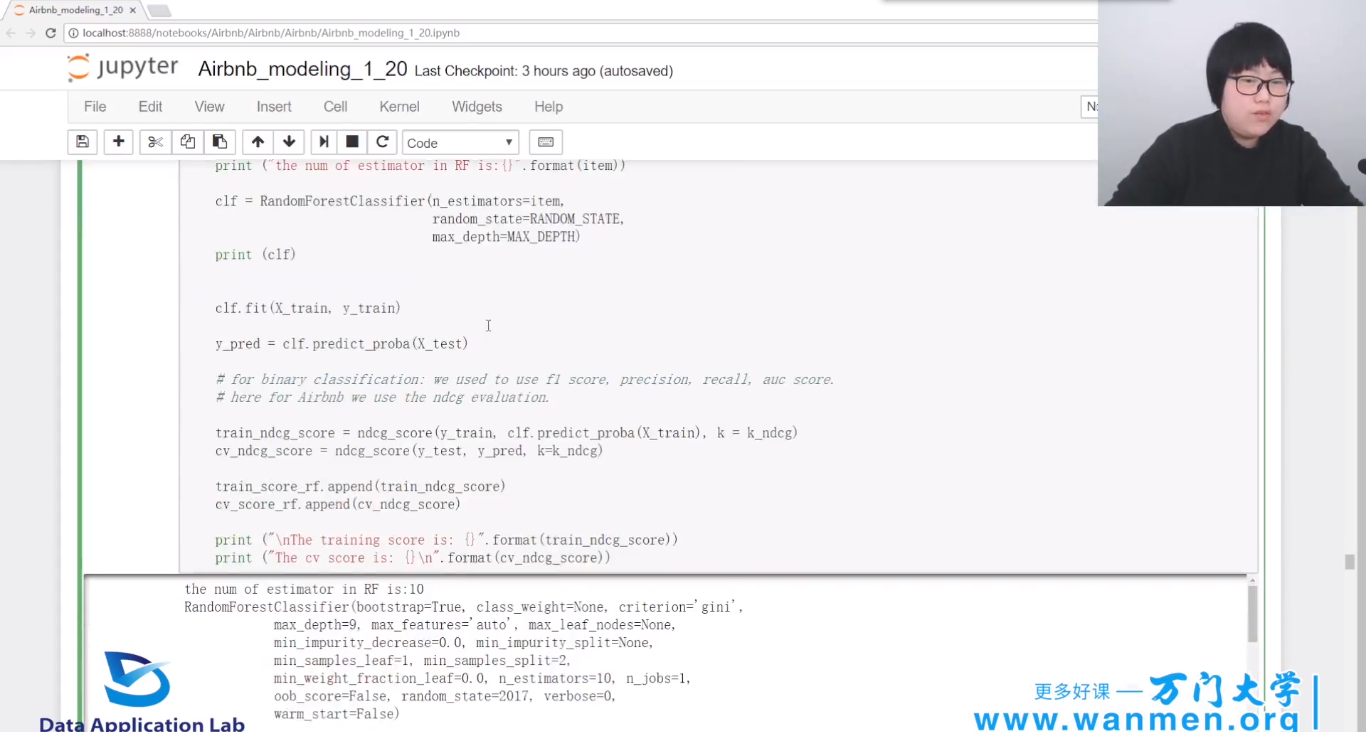 Airbnb_modeling_1_20
localhost:8888/notebooks/Airbnb/Airbnb/Airbnb/Airbnb_modeling_1_20.ipynb
jupyter Airbnb_modeling_1_20 Last Checkpoint: 3 hours ago (autosaved)
File Edit View Insert Cell Kernel Widgets Help
Code
print ("the num of estimator in RF is:{}".format(item))
clf = RandomForestClassifier(n_estimators=item,
random_state=RANDOM_STATE,
max_depth=MAX_DEPTH)
print (clf)
clf.fit(X_train, y_train)
y_pred = clf.predict_proba(X_test)
# for binary classification: we used to use f1 score, precision, recall, auc score.
# here for Airbnb we use the ndcg evaluation.
train_ndcg_score = ndcg_score(y_train, clf.predict_proba(X_train), k = k_ndcg)
cv_ndcg_score = ndcg_score(y_test, y_pred, k=k_ndcg)
train_score_rf.append(train_ndcg_score)
cv_score_rf.append(cv_ndcg_score)
print ("\nThe training score is: {}".format(train_ndcg_score))
print ("The cv score is: {}\n".format(cv_ndcg_score))
the num of estimator in RF is:10
RandomForestClassifier(bootstrap=True, class_weight=None, criterion='gini',
max_depth=9, max_features='auto', max_leaf_nodes=None,
min_impurity_decrease=0.0, min_impurity_split=None,
min_samples_leaf=1, min_samples_split=2,
min_weight_fraction_leaf=0.0, n_estimators=10, n_jobs=1,
oob_score=False, random_state=2017, verbose=0,
warm_start=False)
Data Application Lab
更多好课 — 万门大学
www.wanmen.org